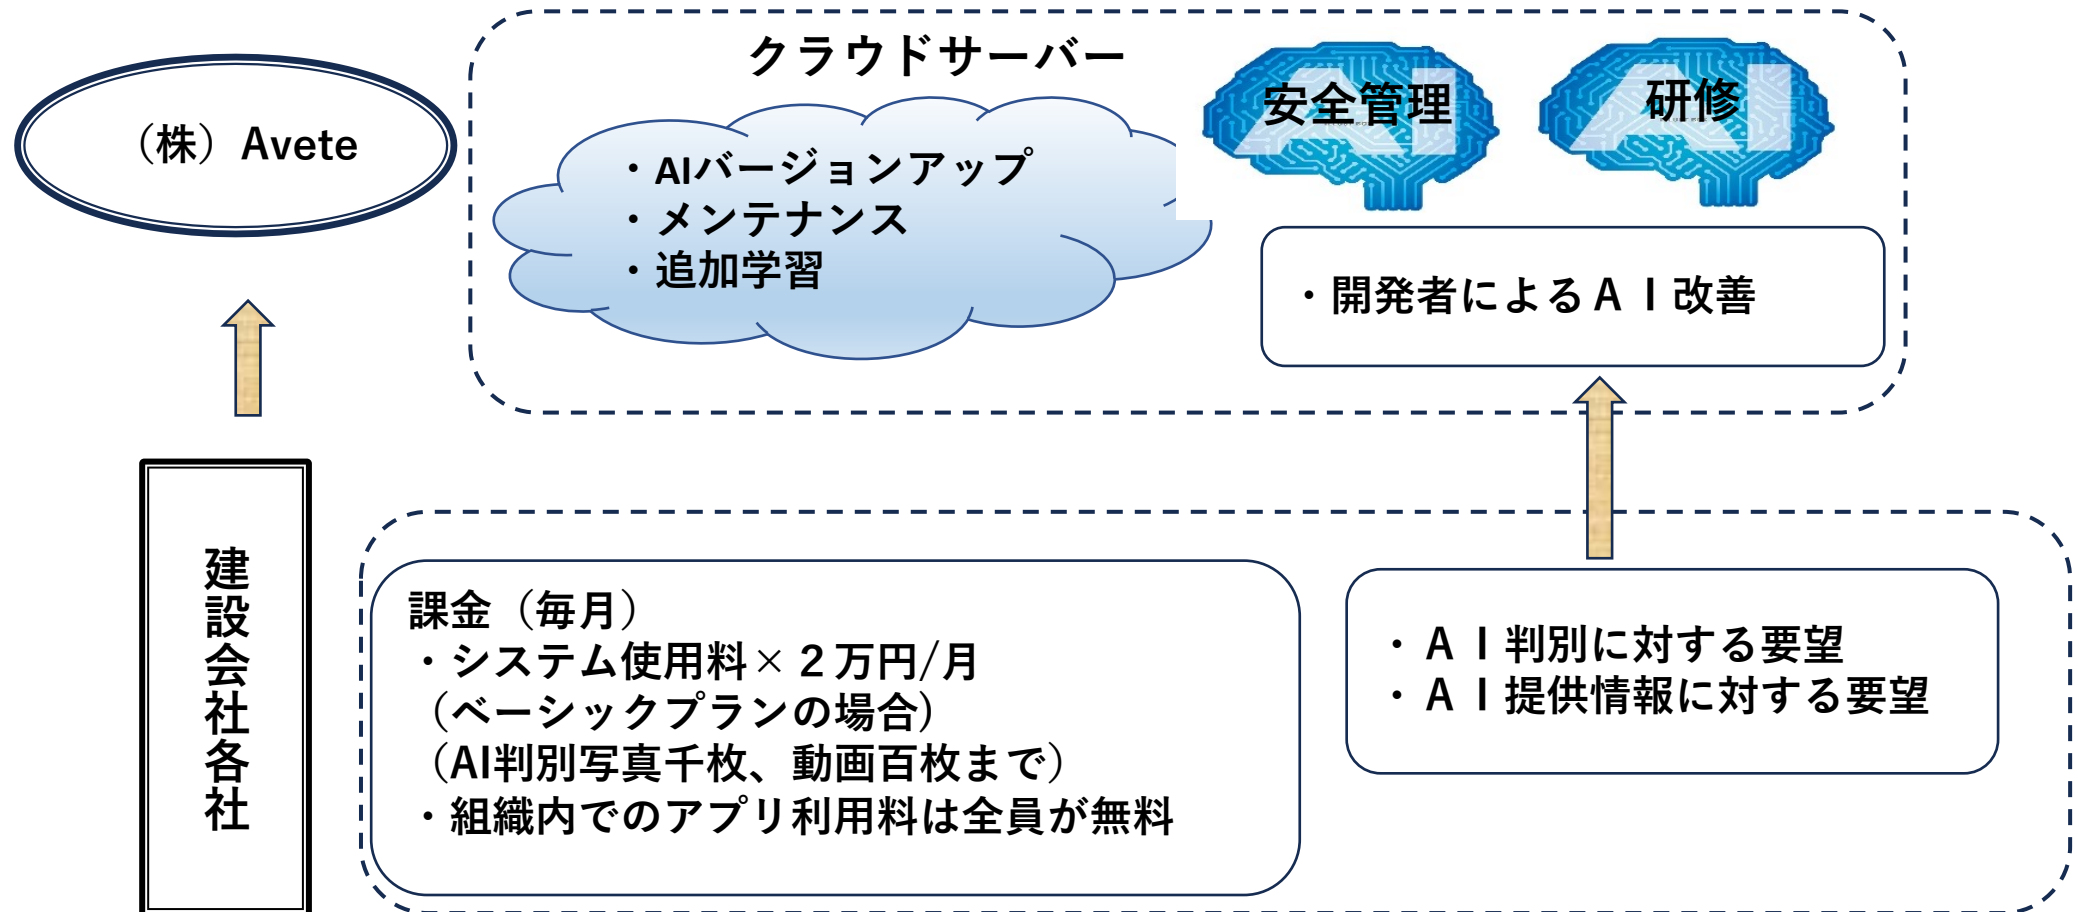 クラウドサーバー
（株）Avete
・AIバージョンアップ
・メンテナンス
・追加学習
AI
安全管理
AI
研修
・開発者によるＡＩ改善
建設会社各社
課金（毎月）
・システム使用料×２万円/月
（ベーシックプランの場合）
（AI判別写真千枚、動画百枚まで）
・組織内でのアプリ利用料は全員が無料
・ＡＩ判別に対する要望
・ＡＩ提供情報に対する要望